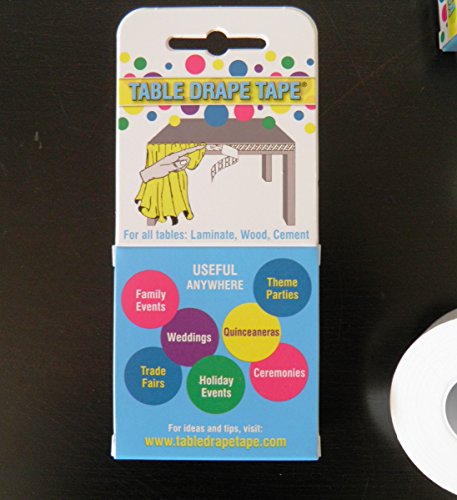 TABLE DRAPE TAPE®
For all tables: Laminate, Wood, Cement
USEFUL
ANYWHERE
Family
Events
Theme
Parties
Weddings
Quinceaneras
Trade
Fairs
Holiday
Events
Ceremonies
For ideas and tips, visit:
www.tabledrapetape.com